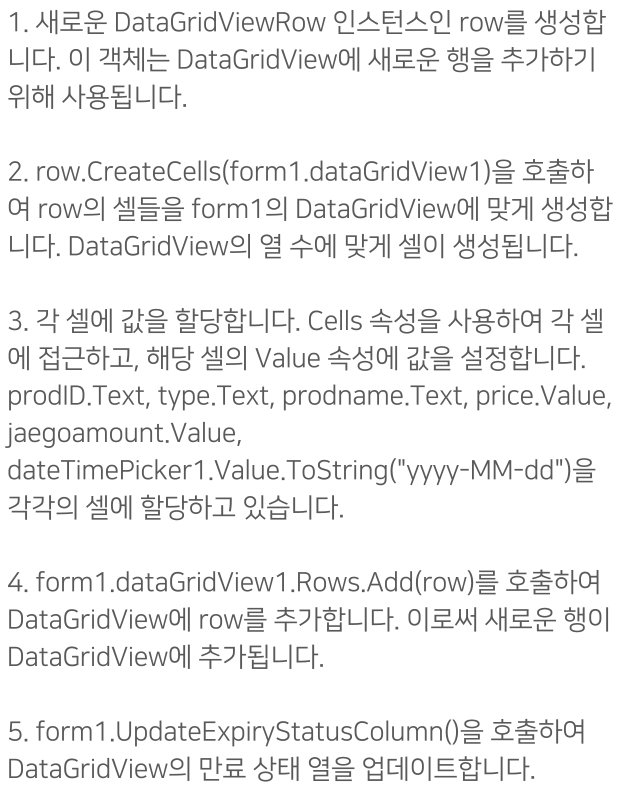 1. 새로운 DataGridViewRow 인스턴스인 row를 생성합
니다. 이 객체는 DataGridView에 새로운 행을 추가하기
위해 사용됩니다.
2. row.CreateCells(form1.dataGridView1)을 호출하
여 row의 셀들을 form1의 DataGridView에 맞게 생성합
니다. DataGridView의 열 수에 맞게 셀이 생성됩니다.
3. 각 셀에 값을 할당합니다. Cells 속성을 사용하여 각 셀
에 접근하고, 해당 셀의 Value 속성에 값을 설정합니다.
prodID.Text, type.Text, prodname.Text, price.Value,
jaegoamount.Value,
dateTimePicker1.Value.ToString("yyyy-MM-dd")을
각각의 셀에 할당하고 있습니다.
4. form1.dataGridView1.Rows.Add(row)를 호출하여
DataGridView에 row를 추가합니다. 이로써 새로운 행이
DataGridView에 추가됩니다.
5. form1.UpdateExpiryStatusColumn()을 호출하여
DataGridView의 만료 상태 열을 업데이트합니다.